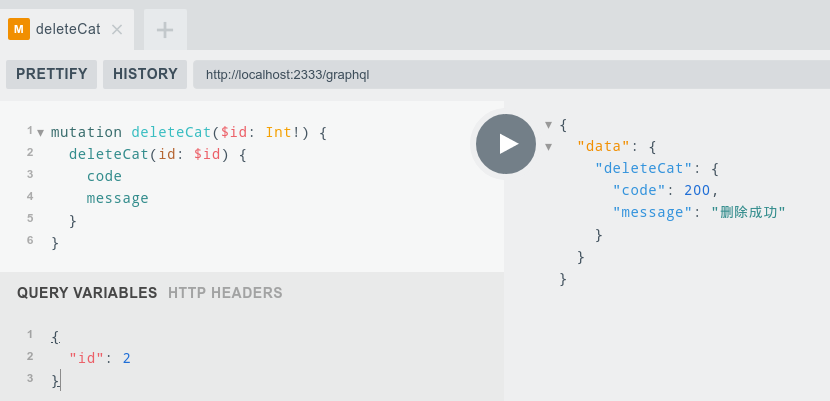 M deleteCat
PRETTIFY HISTORY http://localhost:2333/graphql
1 mutation deleteCat($id: Int!) {
2 deleteCat(id: $id) {
3 code
4 message
5 }
6 }
QUERY VARIABLES HTTP HEADERS
1 {
2 "id": 2
3 }
{
"data": {
"deleteCat": {
"code": 200,
"message": "删除成功"
}
}
}